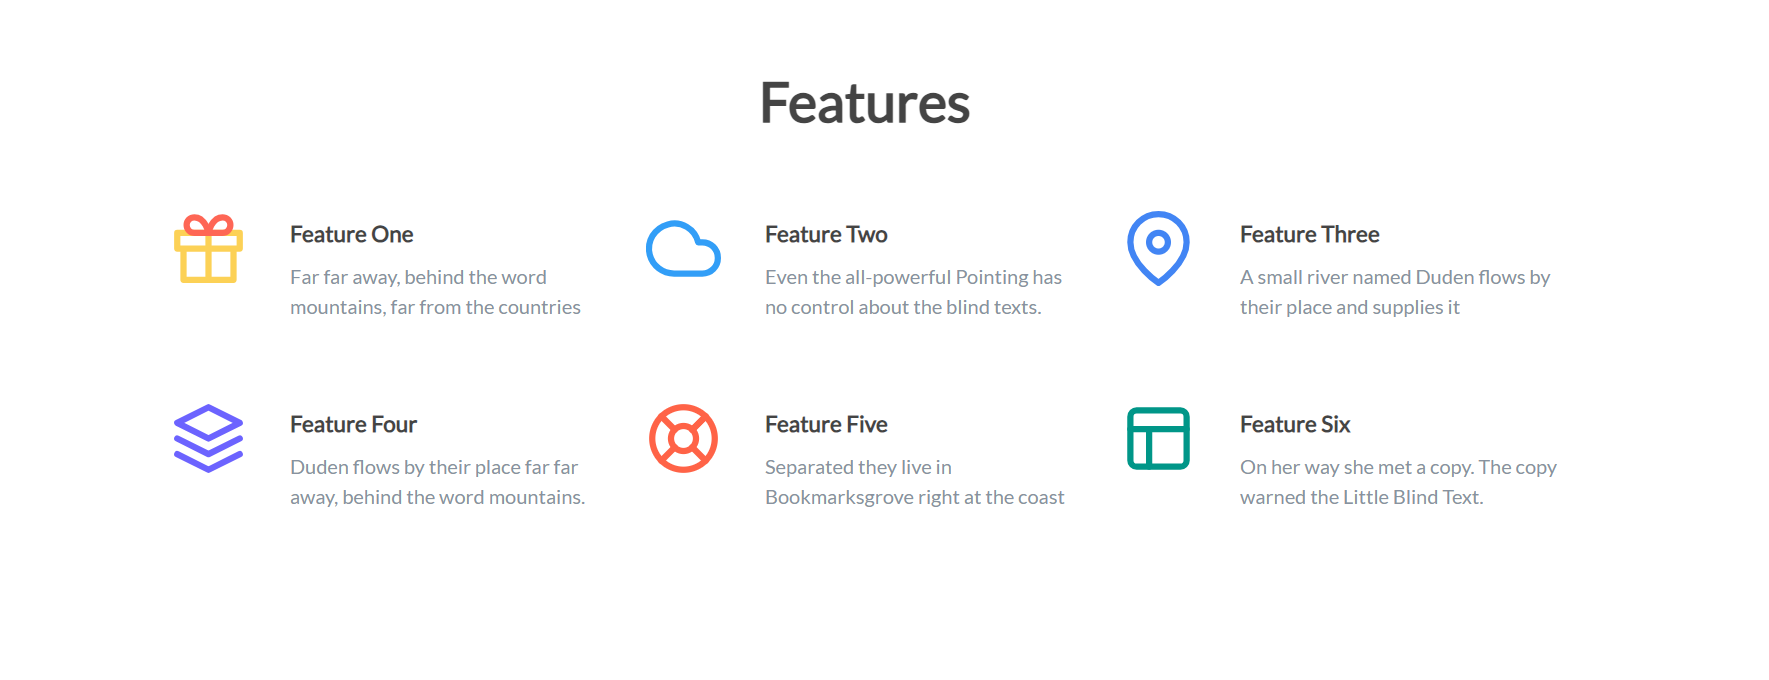 Features
Feature One
Far far away, behind the word
mountains, far from the countries
Feature Two
Even the all-powerful Pointing has
no control about the blind texts.
Feature Three
A small river named Duden flows by
their place and supplies it
Feature Four
Duden flows by their place far far
away, behind the word mountains.
Feature Five
Separated they live in
Bookmarksgrove right at the coast
Feature Six
On her way she met a copy. The copy
warned the Little Blind Text.